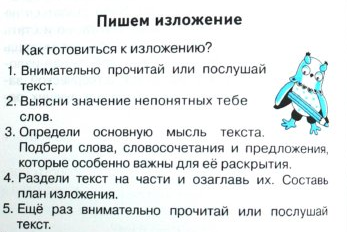 Пишем изложение
Как готовиться к изложению?
1. Внимательно прочитай или послушай
текст.
2. Выясни значение непонятных тебе
слов.
3. Определи основную мысль текста.
Подбери слова, словосочетания и предложения,
которые особенно важны для её раскрытия.
4. Раздели текст на части и озаглавь их. Составь
план изложения.
5. Ещё раз внимательно прочитай или послушай
текст.